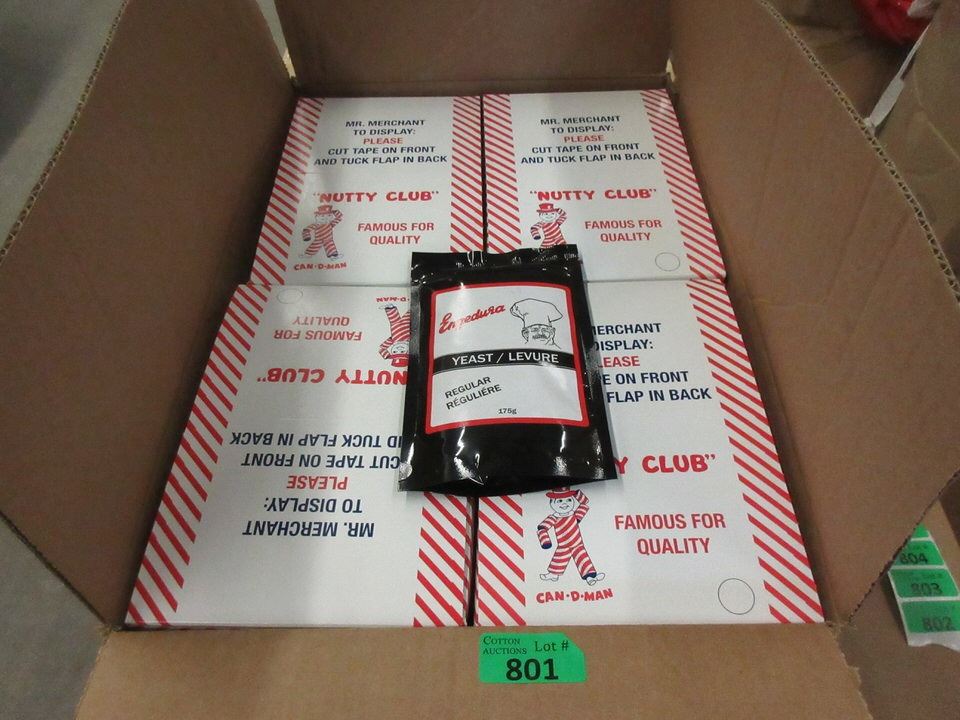 MR. MERCHANT
TO DISPLAY:
PLEASE
CUT TAPE ON FRONT
AND TUCK FLAP IN BACK
"NUTTY CLUB"
FAMOUS FOR
QUALITY
CAN-D-MAN
MR. MERCHANT
TO DISPLAY:
PLEASE
CUT TAPE ON FRONT
AND TUCK FLAP IN BACK
"NUTTY CLUB"
FAMOUS FOR
QUALITY
MR. MERCHANT
TO DISPLAY:
PLEASE
CUT TAPE ON FRONT
D TUCK FLAP IN BACK
NUTTY CLUB"
FAMOUS FOR
QUALITY
Engedura
YEAST / LEVURE
REGULAR
RÉGULIÈRE
175g
ERCHANT
ISPLAY:
EASE
E ON FRONT
FLAP IN BACK
Y CLUB"
FAMOUS FOR
QUALITY
CAN-D-MAN
COTTON
AUCTIONS
Lot #
801
804
803
802